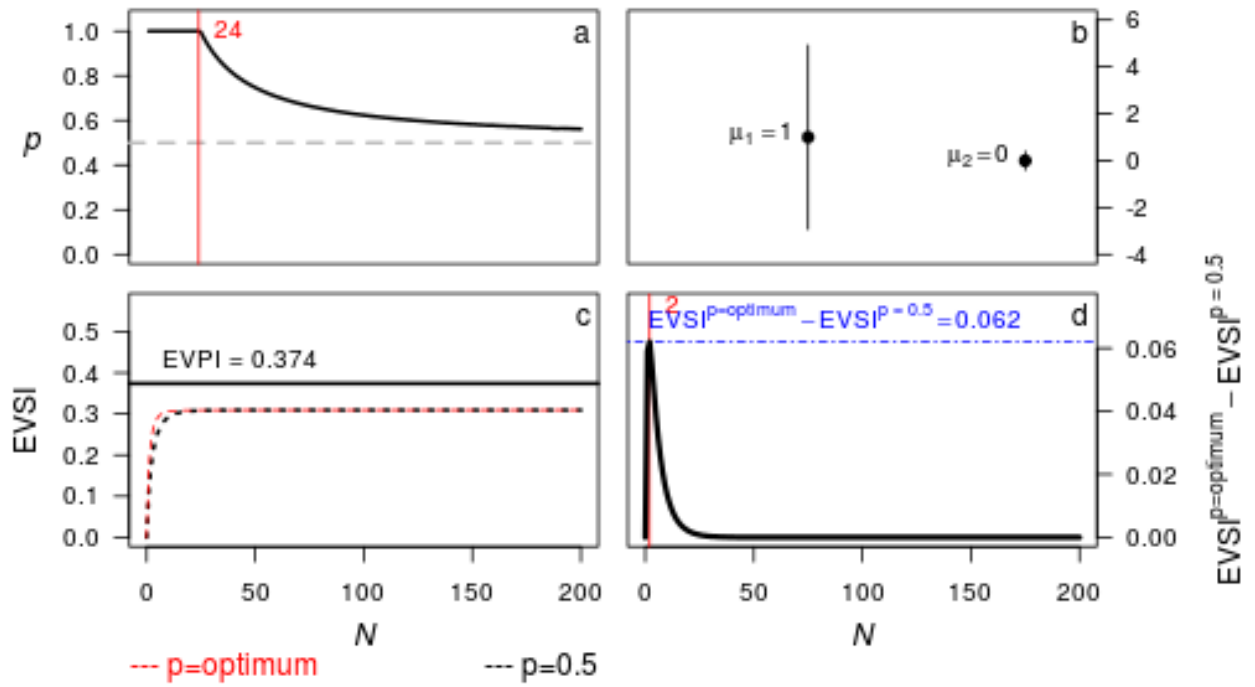 1.0
0.8
0.6
0.4
0.2
0.0
p
24
a
b
6
4
2
0
-2
-4
μ₁ = 1
μ₂ = 0
0.5
0.4
0.3
0.2
0.1
0.0
EVSI
c
EVPI = 0.374
0 50 100 150 200
N
2
d
EVSI^p=optimum − EVSI^p = 0.5 = 0.062
0.06
0.04
0.02
0.00
0 50 100 150 200
N
EVSI^p=optimum − EVSI^p = 0.5
p=optimum
p=0.5